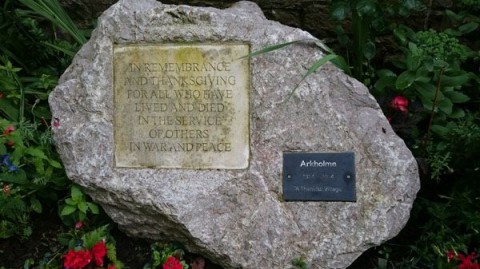 IN REMEMBRANCE
AND THANKSGIVING
FOR ALL WHO HAVE
LIVED AND DIED
IN THE SERVICE
OF OTHERS
IN WAR AND PEACE
Arkholme